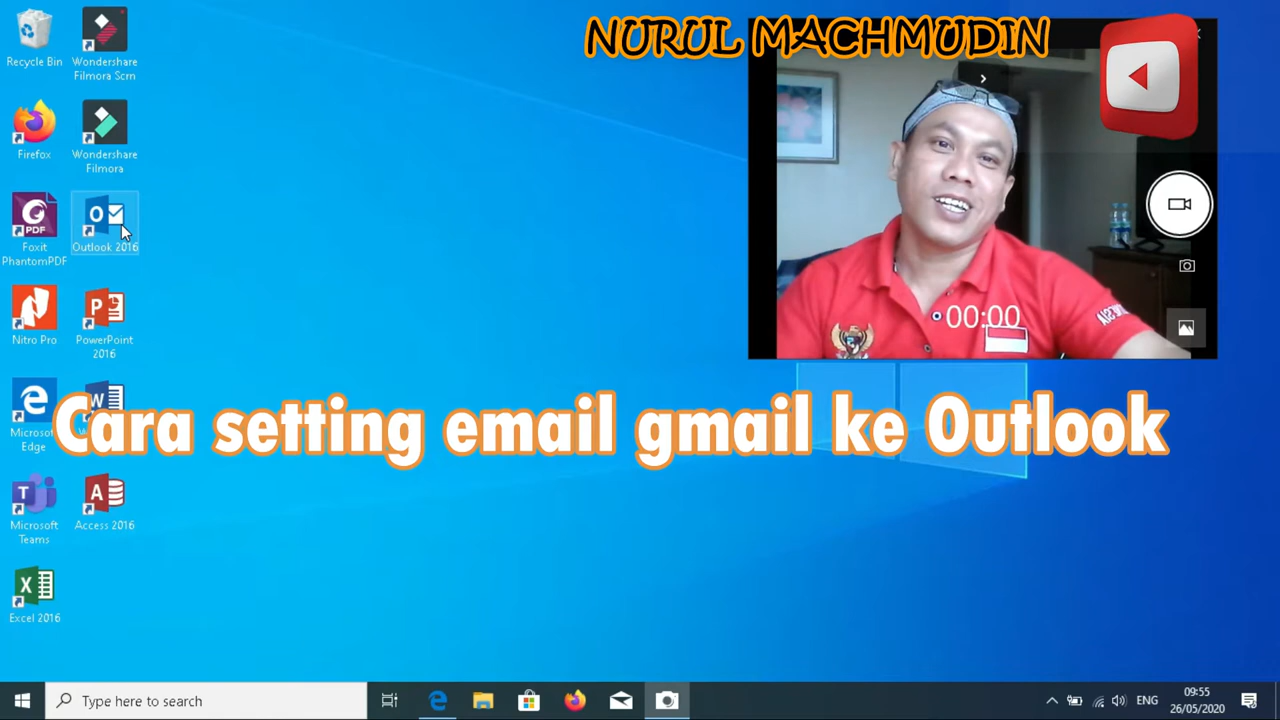 NURUL MACHMUDIN
Recycle Bin
Wondershare
Filmora Scrn
Firefox
Wondershare
Filmora
PDF
Foxit
PhantomPDF
Outlook 2016
Nitro Pro
PowerPoint
2016
00:00
Cara setting email gmail ke Outlook
Edge
Microsoft
Teams
Access 2016
Excel 2016
Type here to search
ENG
09:55
26/05/2020